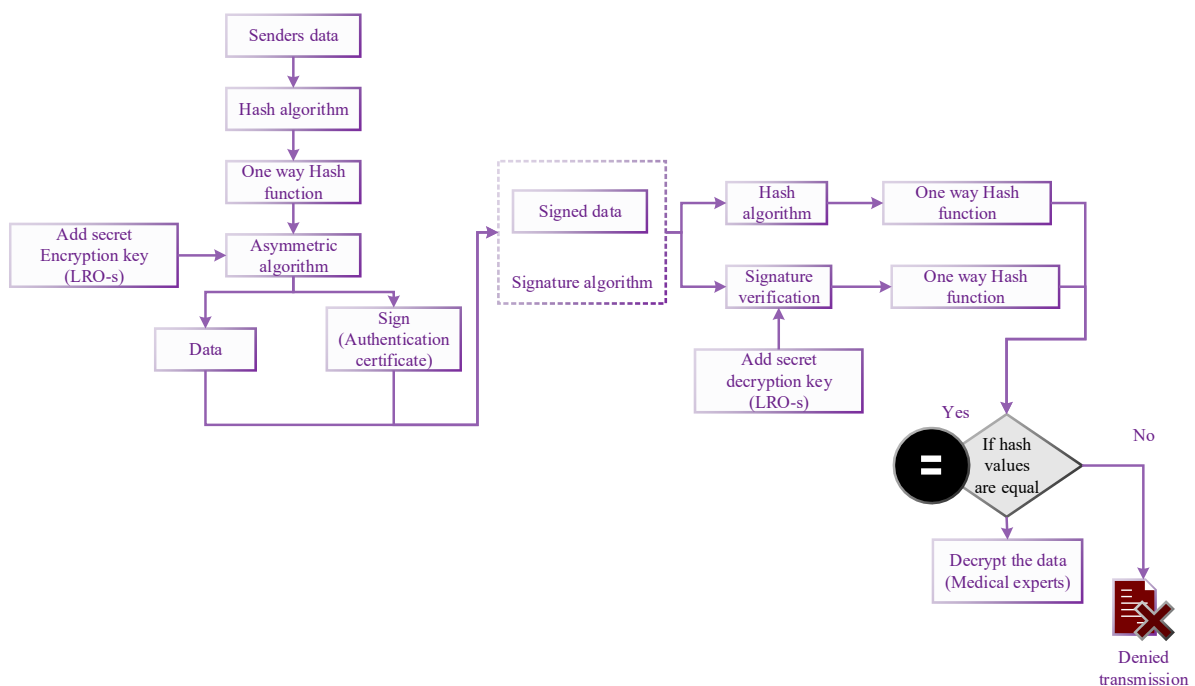 Senders data
Hash algorithm
One way Hash
function
Add secret
Encryption key
(LRO-s)
Asymmetric
algorithm
Data
Sign
(Authentication
certificate)
Signed data
Signature algorithm
Hash
algorithm
One way Hash
function
Signature
verification
One way Hash
function
Add secret
decryption key
(LRO-s)
Yes
=
If hash
values
are equal
No
Decrypt the data
(Medical experts)
Denied
transmission